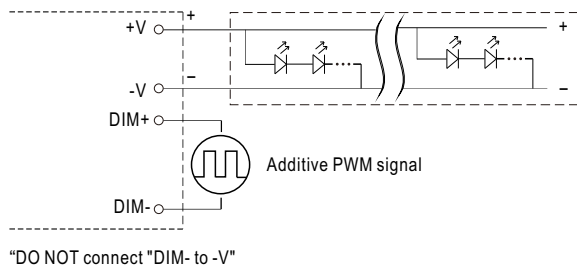 +V
+
-V
−
+
−
DIM+
Additive PWM signal
DIM-
“DO NOT connect "DIM- to -V"